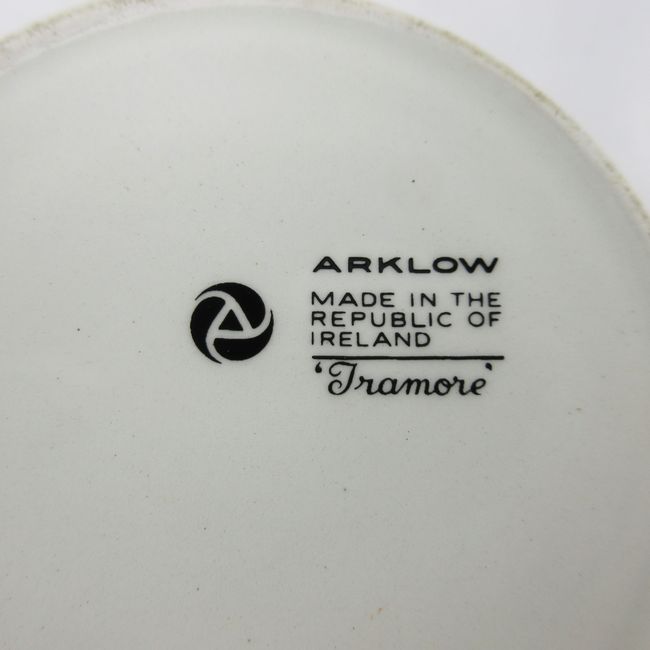 ARKLOW
MADE IN THE
REPUBLIC OF
IRELAND
'Tramore'